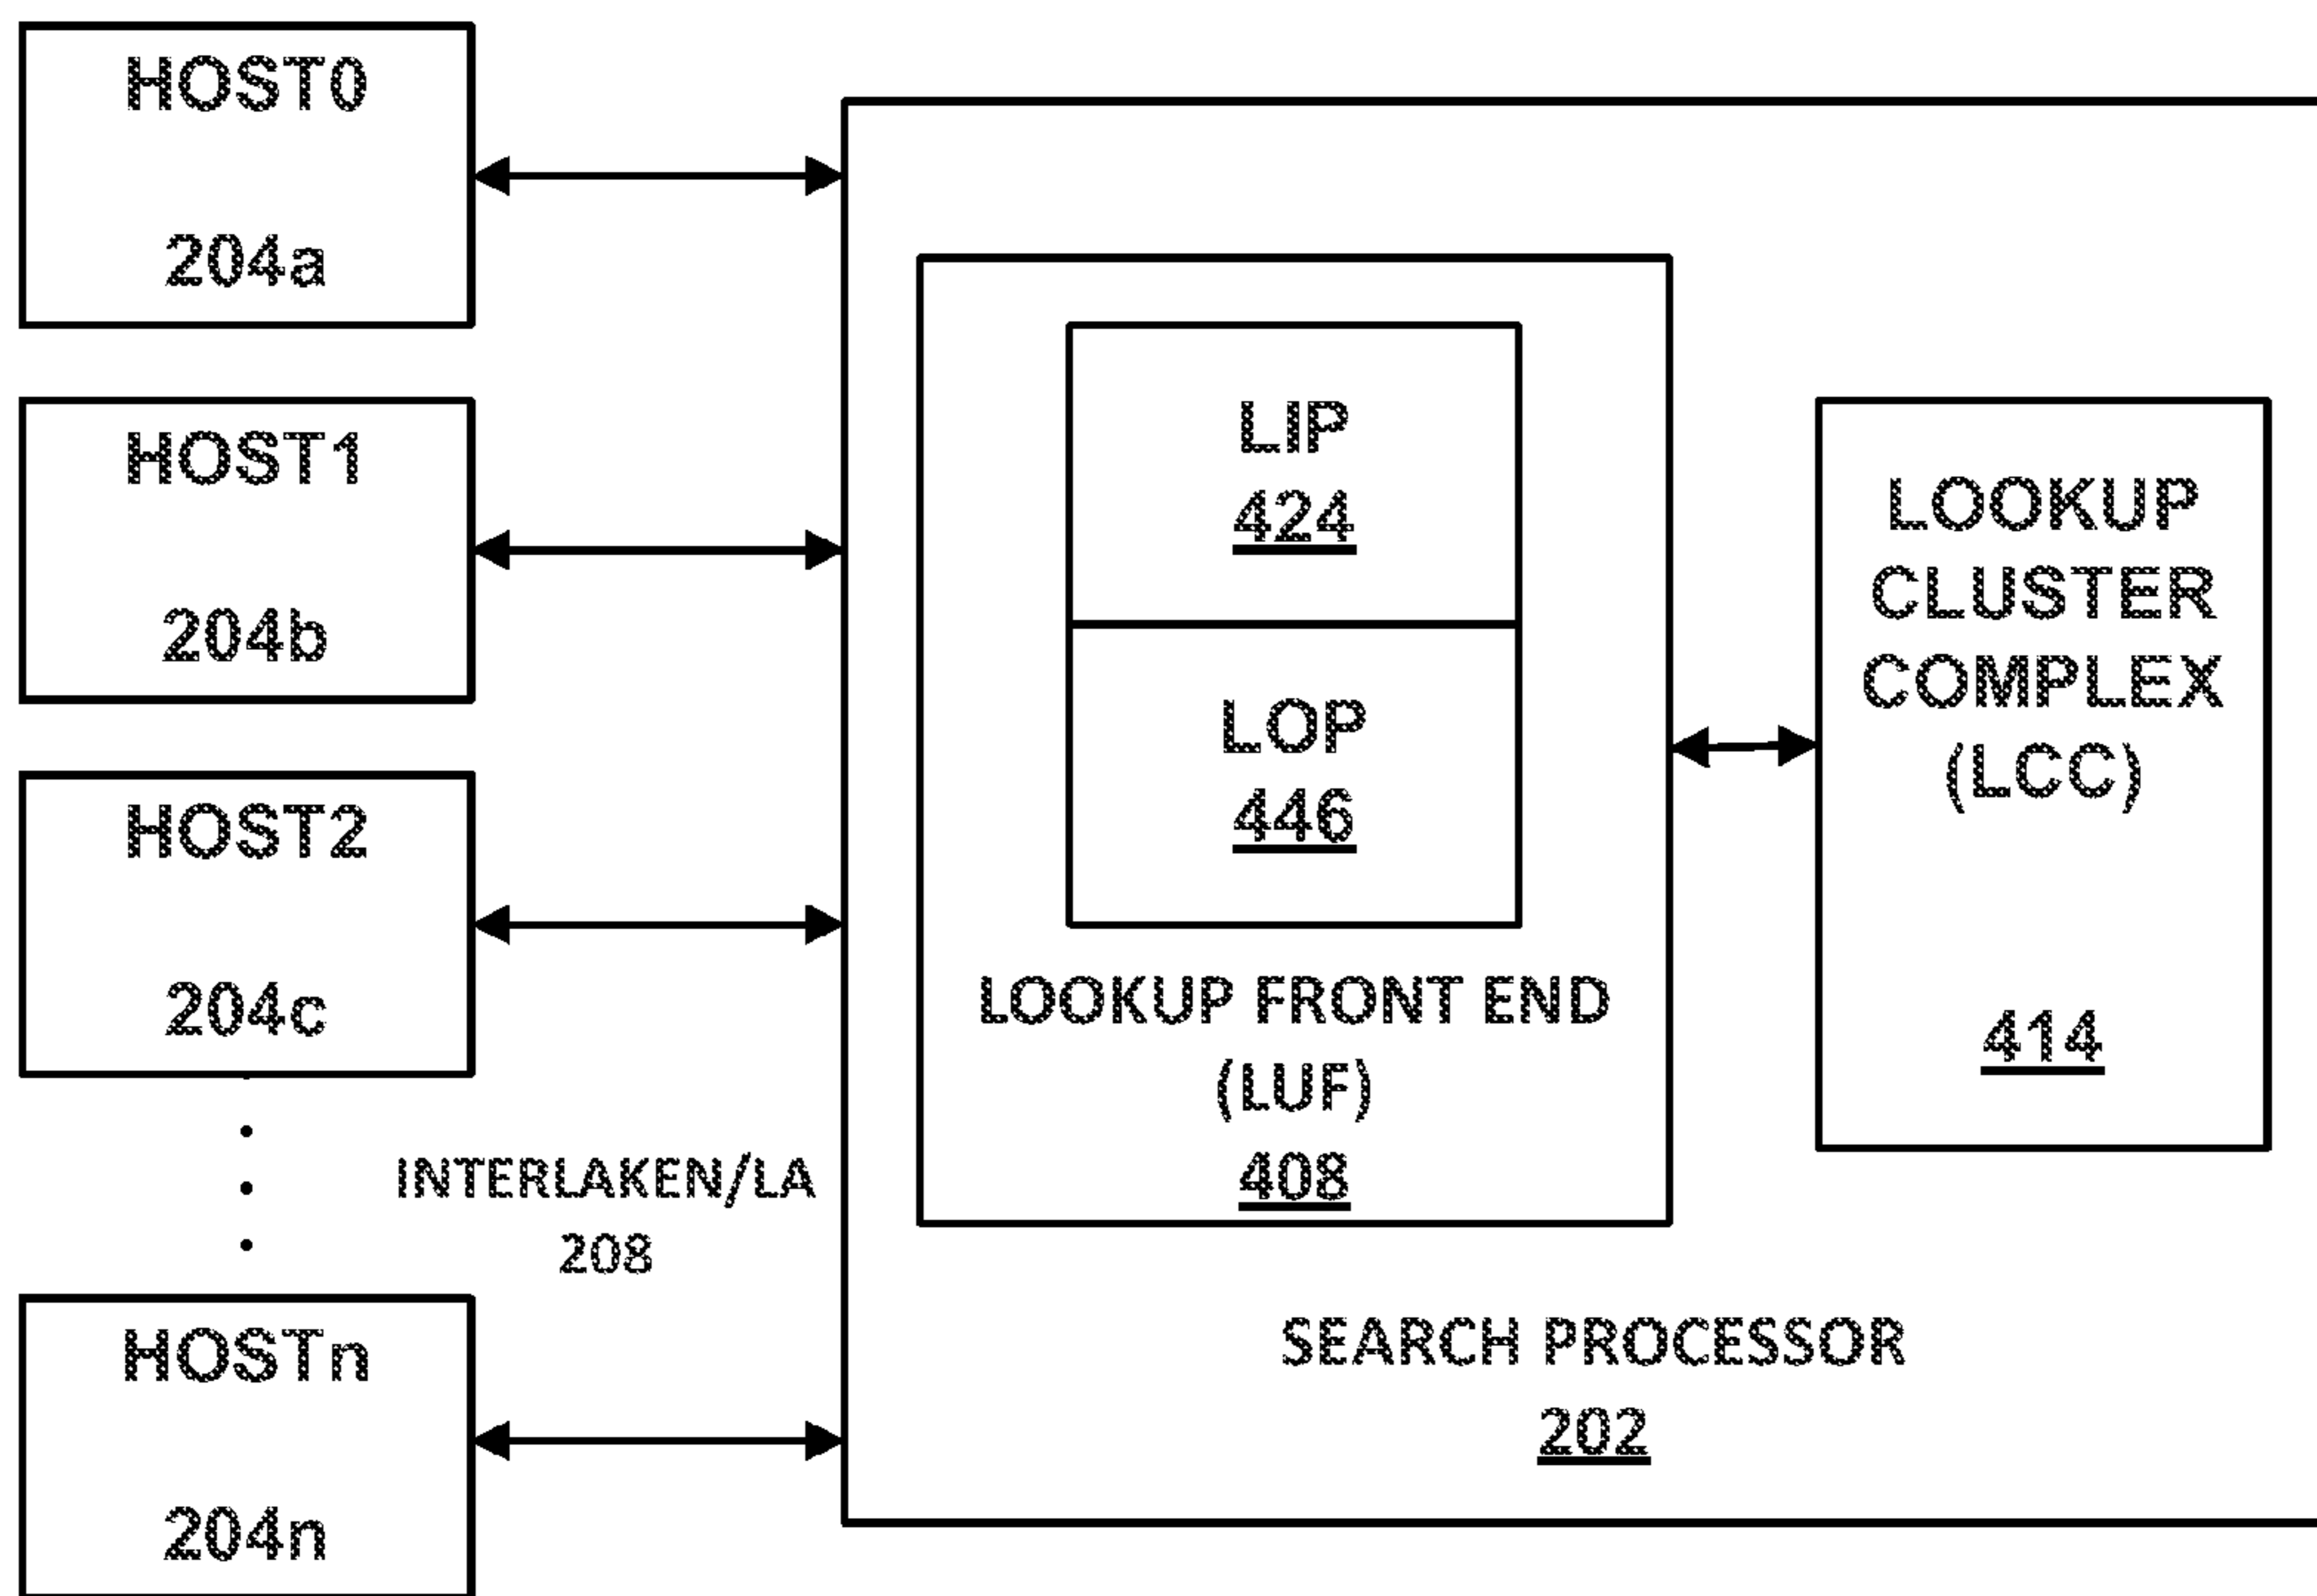 HOST0
204a
HOST1
204b
HOST2
204c
HOSTn
204n
INTERLAKEN/LA
208
LIP
424
LOP
446
LOOKUP FRONT END
(LUF)
408
LOOKUP
CLUSTER
COMPLEX
(LCC)
414
SEARCH PROCESSOR
202